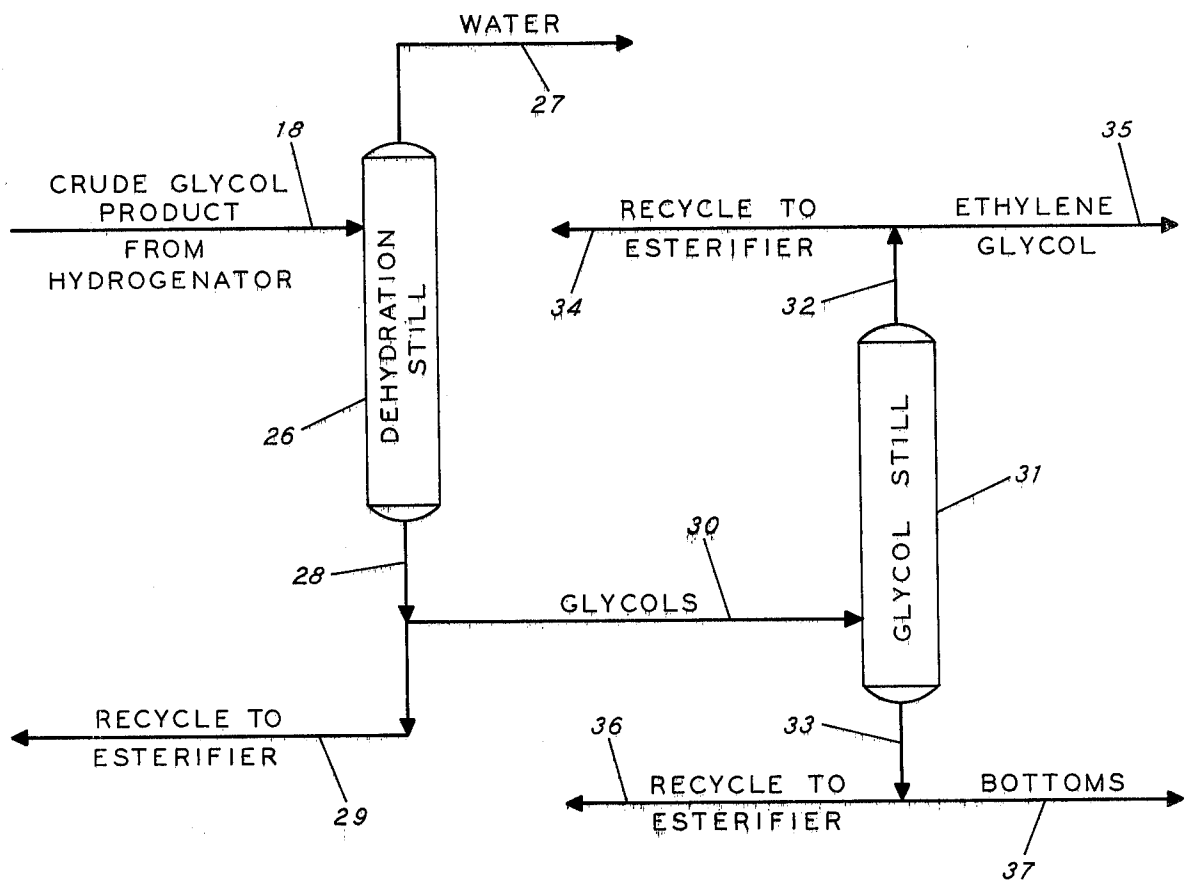 WATER
27
18
CRUDE GLYCOL
PRODUCT
FROM
HYDROGENATOR
DEHYDRATION
STILL
26
28
RECYCLE TO
ESTERIFIER
29
GLYCOLS
30
RECYCLE TO
ESTERIFIER
34
32
ETHYLENE
GLYCOL
35
GLYCOL STILL
31
33
36
RECYCLE TO
ESTERIFIER
BOTTOMS
37